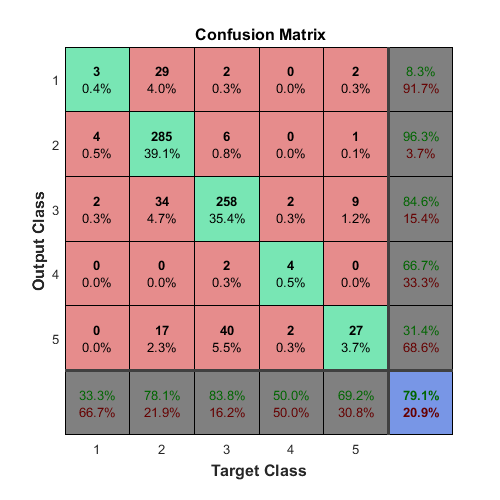 Confusion Matrix
1 3 29 2 0 2 8.3%
0.4% 4.0% 0.3% 0.0% 0.3% 91.7%
2 4 285 6 0 1 96.3%
0.5% 39.1% 0.8% 0.0% 0.1% 3.7%
3 2 34 258 2 9 84.6%
0.3% 4.7% 35.4% 0.3% 1.2% 15.4%
4 0 0 2 4 0 66.7%
0.0% 0.0% 0.3% 0.5% 0.0% 33.3%
5 0 17 40 2 27 31.4%
0.0% 2.3% 5.5% 0.3% 3.7% 68.6%
33.3% 78.1% 83.8% 50.0% 69.2% 79.1%
66.7% 21.9% 16.2% 50.0% 30.8% 20.9%
1 2 3 4 5
Target Class
Output Class